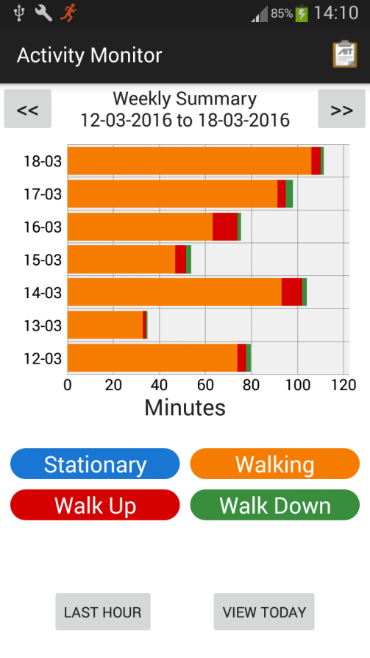 85% 14:10
Activity Monitor
AIT
<< Weekly Summary >>
12-03-2016 to 18-03-2016
18-03
17-03
16-03
15-03
14-03
13-03
12-03
0 20 40 60 80 100 120
Minutes
Stationary Walking
Walk Up Walk Down
LAST HOUR VIEW TODAY